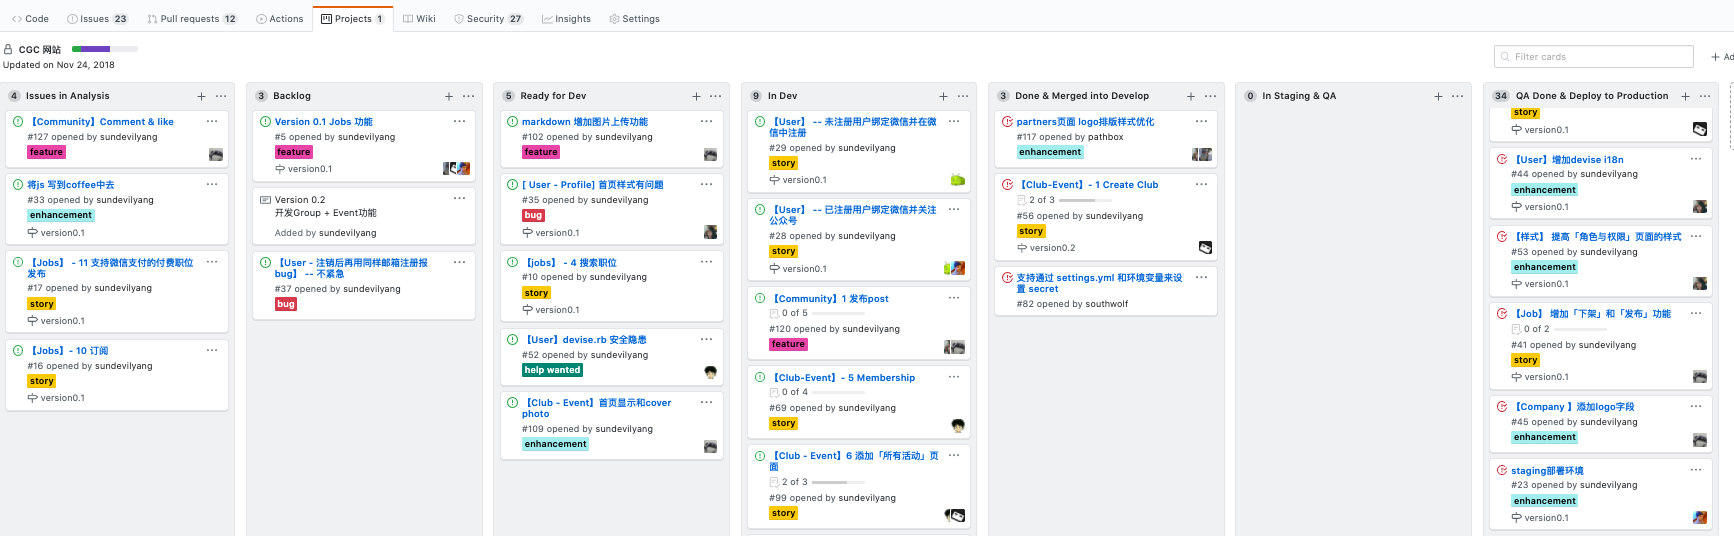 Code
Issues 23
Pull requests 12
Actions
Projects 1
Wiki
Security 27
Insights
Settings
CGC 网站
Updated on Nov 24, 2018
Filter cards
4 Issues in Analysis
【Community】Comment & like
#127 opened by sundevilyang
feature
将js 写到coffee中去
#33 opened by sundevilyang
enhancement
version0.1
【Jobs】 - 11 支持微信支付的付费职位
发布
#17 opened by sundevilyang
story
version0.1
【Jobs】- 10 订阅
#16 opened by sundevilyang
story
version0.1
3 Backlog
Version 0.1 Jobs 功能
#5 opened by sundevilyang
feature
version0.1
Version 0.2
开发Group + Event功能
Added by sundevilyang
【User - 注销后再用同样邮箱注册报
bug】 -- 不紧急
#37 opened by sundevilyang
bug
5 Ready for Dev
markdown 增加图片上传功能
#102 opened by sundevilyang
feature
[ User - Profile] 首页样式有问题
#35 opened by sundevilyang
bug
version0.1
【jobs】 - 4 搜索职位
#10 opened by sundevilyang
story
version0.1
【User】devise.rb 安全隐患
#52 opened by sundevilyang
help wanted
【Club - Event】首页显示和cover
photo
#109 opened by sundevilyang
enhancement
9 In Dev
【User】 -- 未注册用户绑定微信并在微
信中注册
#29 opened by sundevilyang
story
version0.1
【User】 -- 已注册用户绑定微信并关注
公众号
#28 opened by sundevilyang
story
version0.1
【Community】1 发布post
0 of 5
#120 opened by sundevilyang
feature
【Club-Event】- 5 Membership
0 of 4
#69 opened by sundevilyang
story
【Club - Event】6 添加「所有活动」页
面
2 of 3
#99 opened by sundevilyang
story
3 Done & Merged into Develop
partners页面 logo排版样式优化
#117 opened by pathbox
enhancement
【Club-Event】- 1 Create Club
2 of 3
#56 opened by sundevilyang
story
version0.2
支持通过 settings.yml 和环境变量来设
置 secret
#82 opened by southwolf
0 In Staging & QA
34 QA Done & Deploy to Production
story
version0.1
【User】增加devise i18n
#44 opened by sundevilyang
enhancement
version0.1
【样式】 提高「角色与权限」页面的样式
#53 opened by sundevilyang
enhancement
version0.1
【Job】 增加「下架」和「发布」功能
0 of 2
#41 opened by sundevilyang
story
version0.1
【Company 】添加logo字段
#45 opened by sundevilyang
enhancement
staging部署环境
#23 opened by sundevilyang
enhancement
version0.1